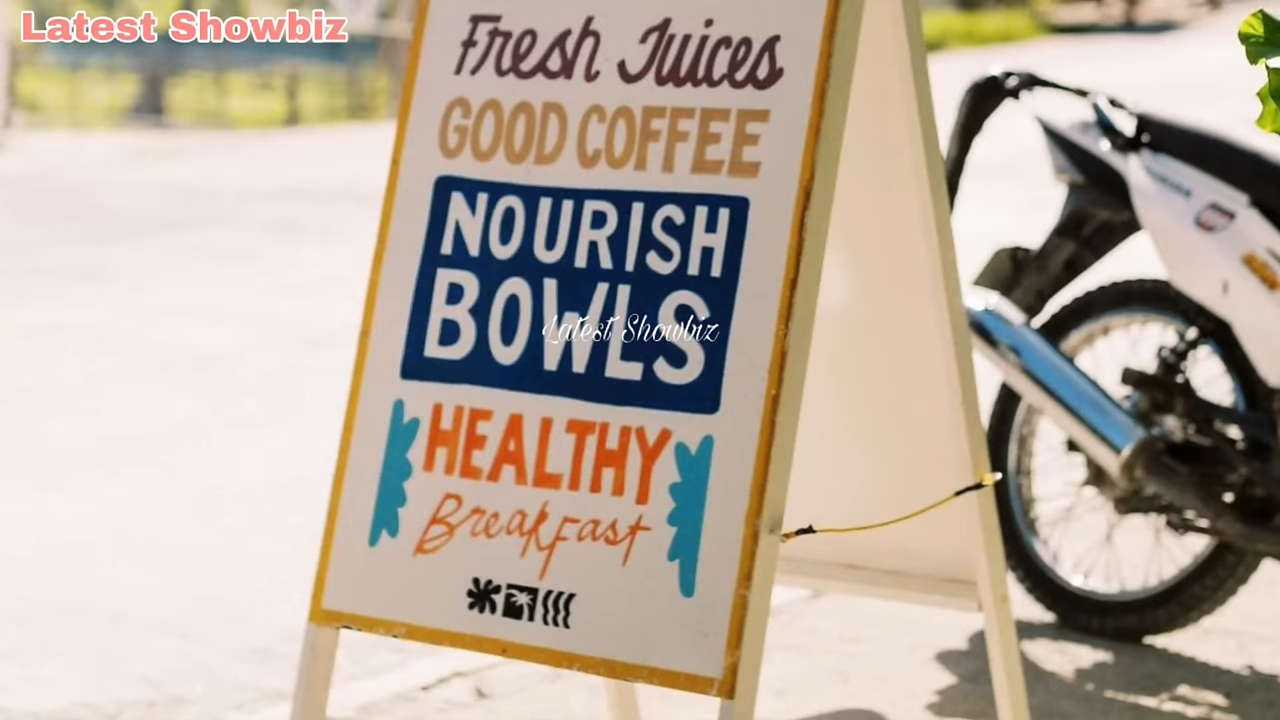 Latest Showbiz
Fresh Juices
GOOD COFFEE
NOURISH
BOWLS
Latest Showbiz
HEALTHY
Breakfast